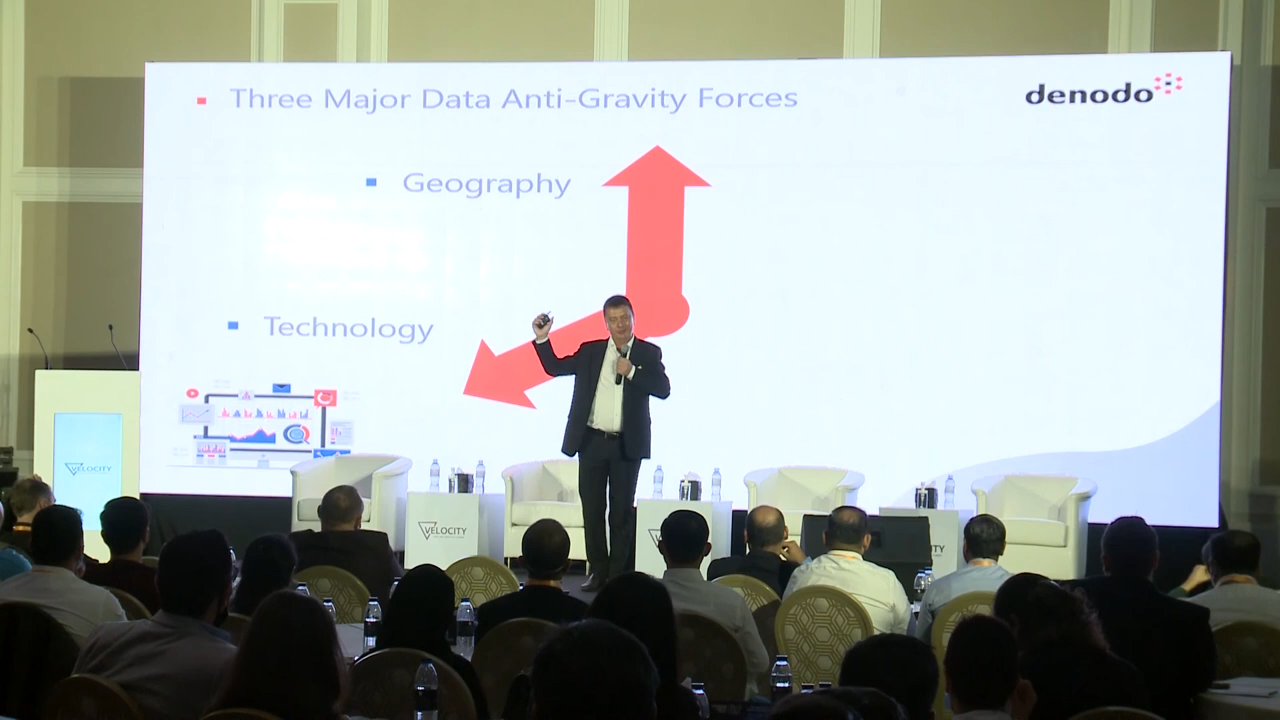 Three Major Data Anti-Gravity Forces
denodo
Geography
Technology
VELOCITY
VELOCITY